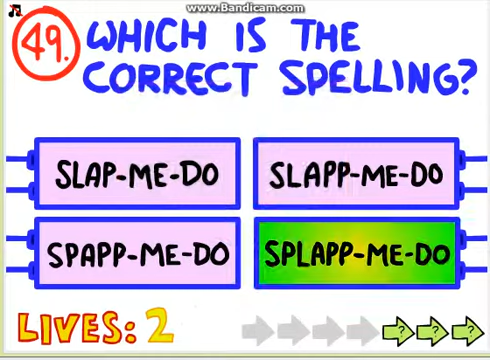 www.Bandicam.com
49. WHICH IS THE
CORRECT SPELLING?
SLAP-ME-DO
SLAPP-ME-DO
SPAPP-ME-DO
SPLAPP-ME-DO
LIVES: 2
? ? ?